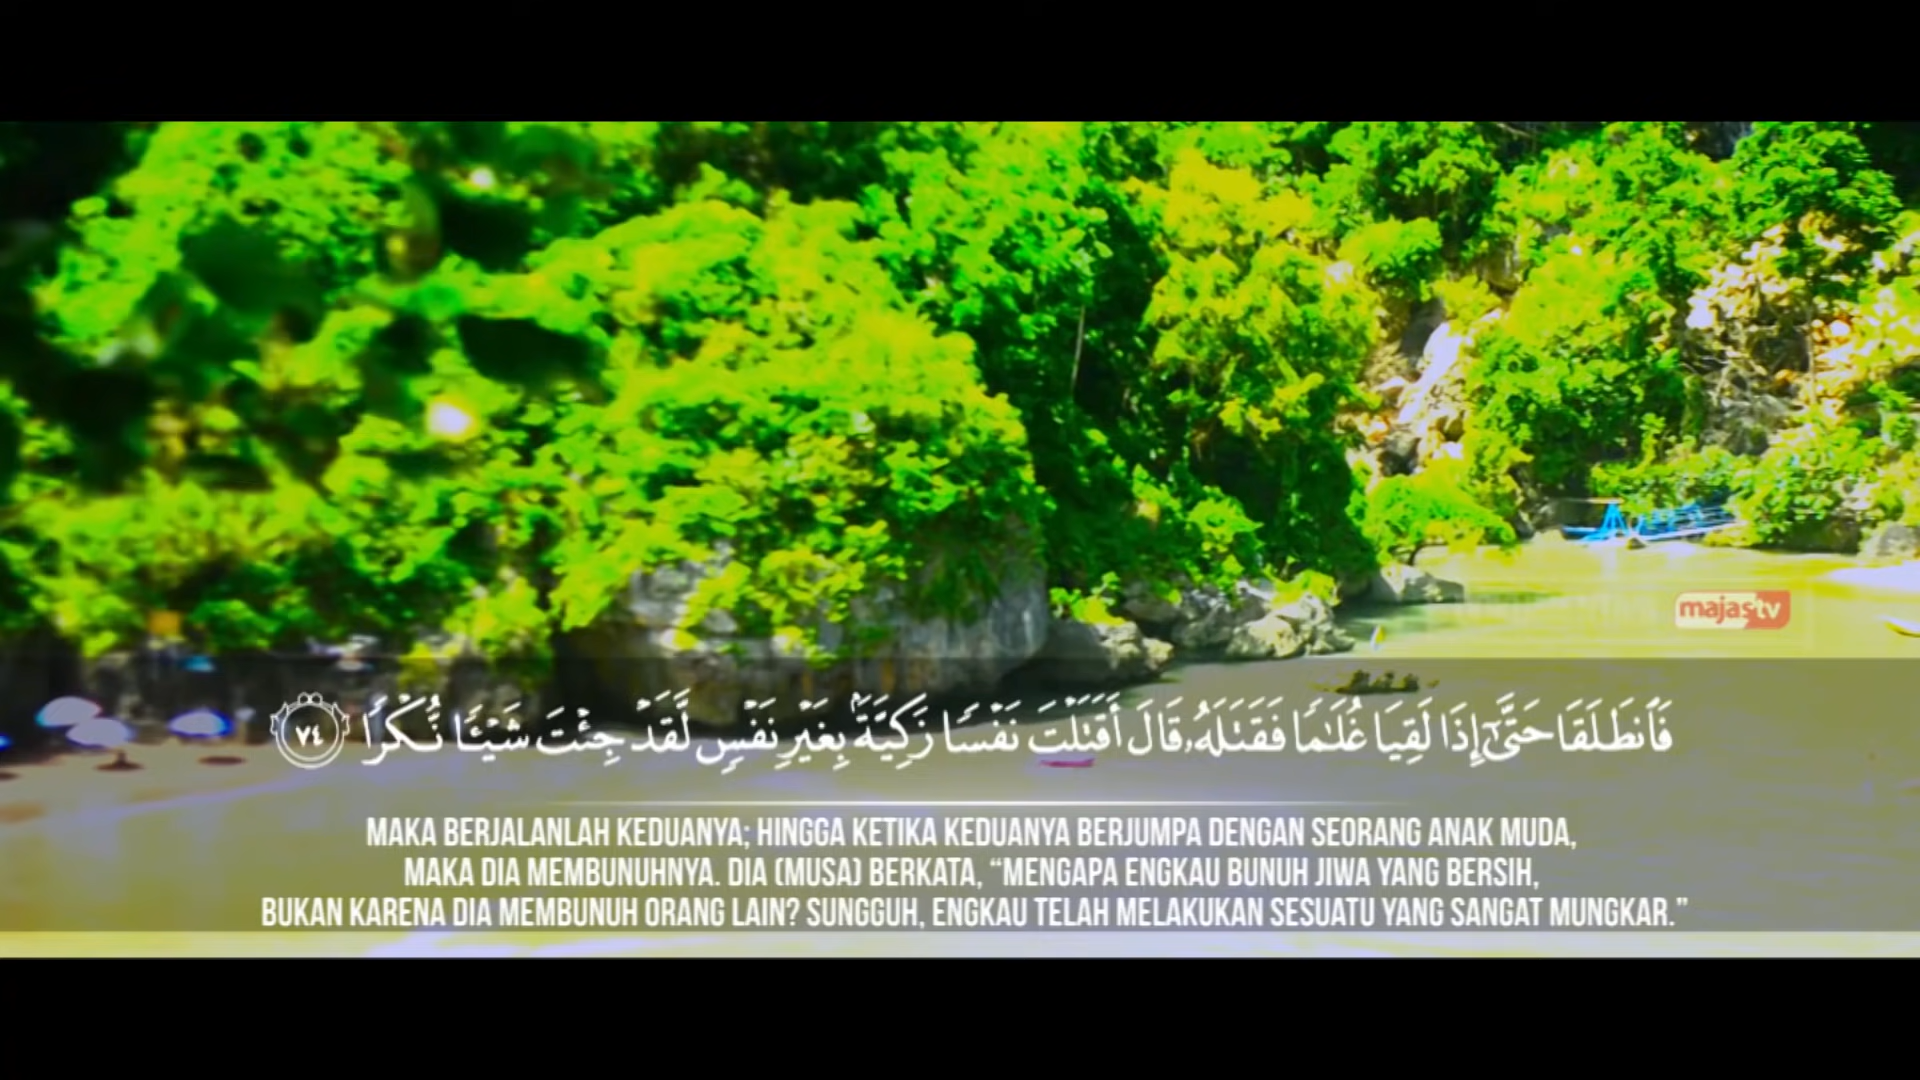 majas tv
فَٱنطَلَقَا حَتَّىٰٓ إِذَا لَقِيَا غُلَٰمًا فَقَتَلَهُۥ قَالَ أَقَتَلْتَ نَفْسًا زَكِيَّةًۢ بِغَيْرِ نَفْسٍ لَّقَدْ جِئْتَ شَيْـًٔا نُّكْرًا ٧٤
MAKA BERJALANLAH KEDUANYA; HINGGA KETIKA KEDUANYA BERJUMPA DENGAN SEORANG ANAK MUDA,
MAKA DIA MEMBUNUHNYA. DIA (MUSA) BERKATA, “MENGAPA ENGKAU BUNUH JIWA YANG BERSIH,
BUKAN KARENA DIA MEMBUNUH ORANG LAIN? SUNGGUH, ENGKAU TELAH MELAKUKAN SESUATU YANG SANGAT MUNGKAR.”